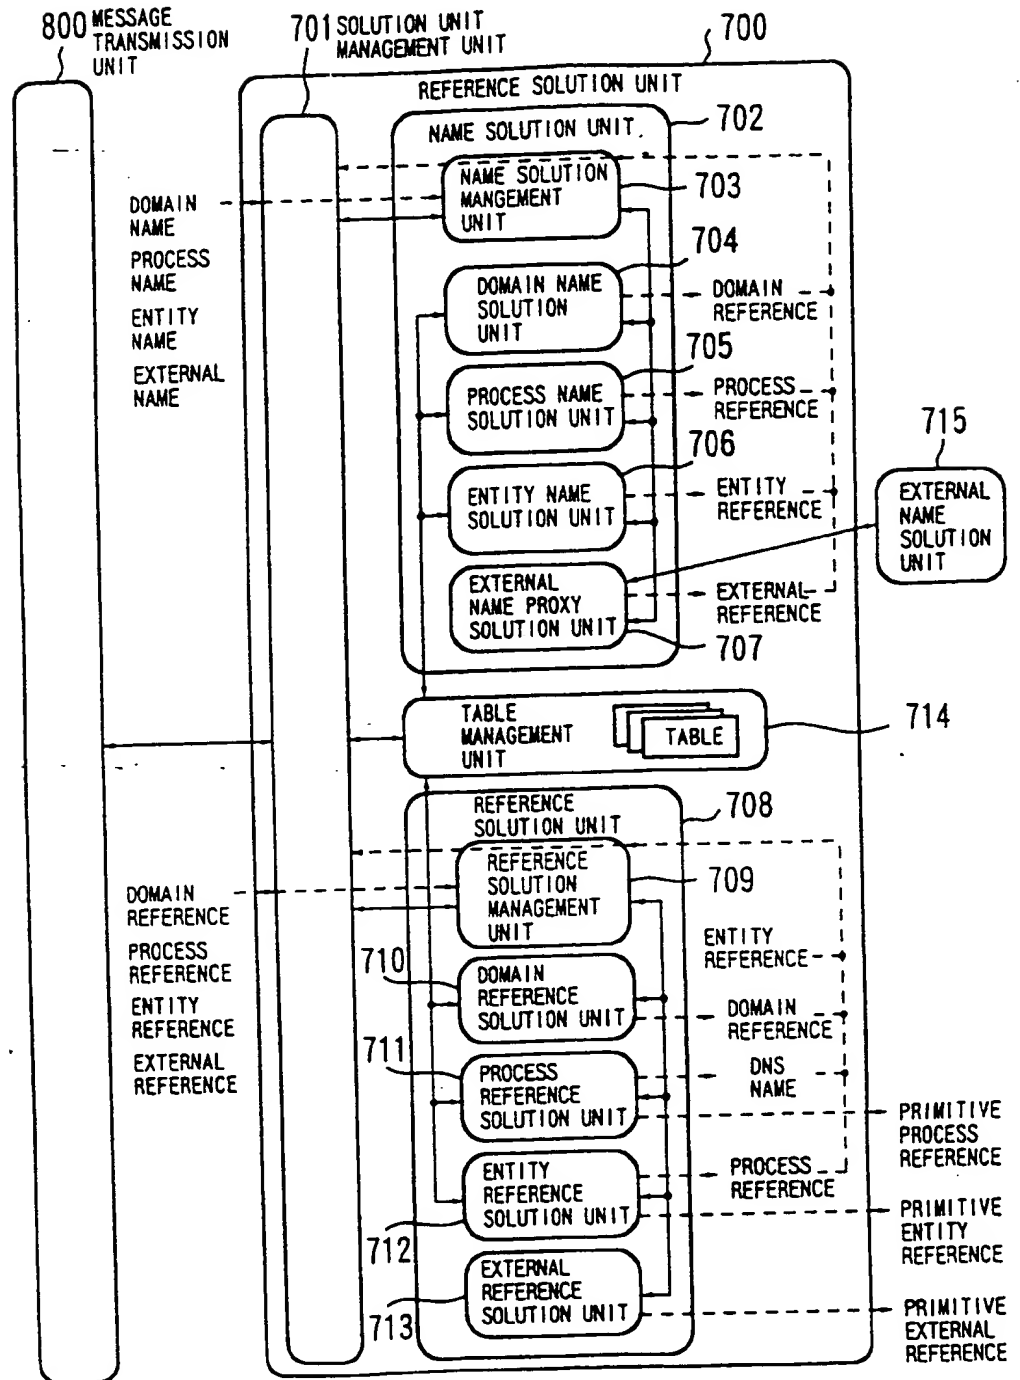 800 MESSAGE
TRANSMISSION
UNIT
701 SOLUTION UNIT
MANAGEMENT UNIT
700
REFERENCE SOLUTION UNIT
NAME SOLUTION UNIT
702
NAME SOLUTION
MANGEMENT
UNIT
703
DOMAIN
NAME
PROCESS
NAME
ENTITY
NAME
EXTERNAL
NAME
704
DOMAIN NAME
SOLUTION
UNIT
DOMAIN
REFERENCE
705
PROCESS NAME
SOLUTION UNIT
PROCESS
REFERENCE
706
ENTITY NAME
SOLUTION UNIT
ENTITY
REFERENCE
715
EXTERNAL
NAME
SOLUTION
UNIT
EXTERNAL
NAME PROXY
SOLUTION UNIT
EXTERNAL
REFERENCE
707
TABLE
MANAGEMENT
UNIT
TABLE
714
REFERENCE
SOLUTION UNIT
708
REFERENCE
SOLUTION
MANAGEMENT
UNIT
709
DOMAIN
REFERENCE
PROCESS
REFERENCE
ENTITY
REFERENCE
EXTERNAL
REFERENCE
ENTITY
REFERENCE
710
DOMAIN
REFERENCE
SOLUTION UNIT
DOMAIN
REFERENCE
711
PROCESS
REFERENCE
SOLUTION UNIT
DNS
NAME
PRIMITIVE
PROCESS
REFERENCE
ENTITY
REFERENCE
SOLUTION UNIT
PROCESS
REFERENCE
712
PRIMITIVE
ENTITY
REFERENCE
EXTERNAL
REFERENCE
SOLUTION UNIT
713
PRIMITIVE
EXTERNAL
REFERENCE